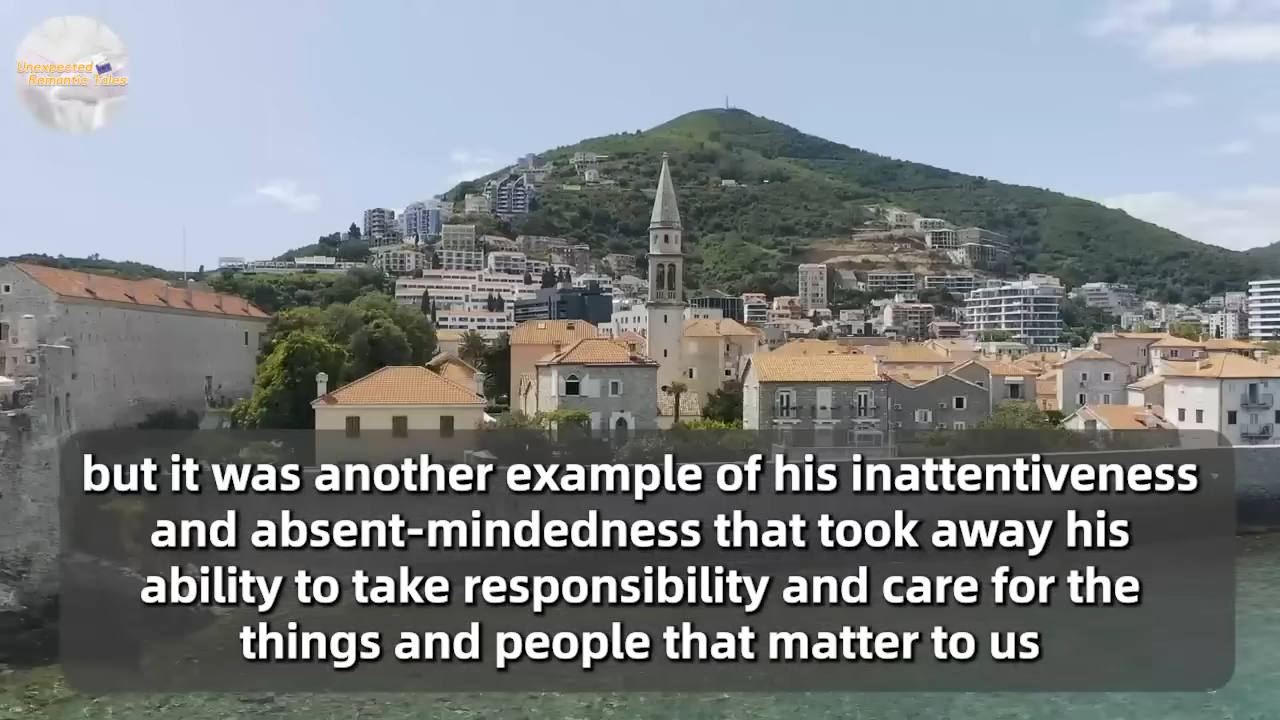 Unexpected
Romantic Tales
but it was another example of his inattentiveness
and absent-mindedness that took away his
ability to take responsibility and care for the
things and people that matter to us